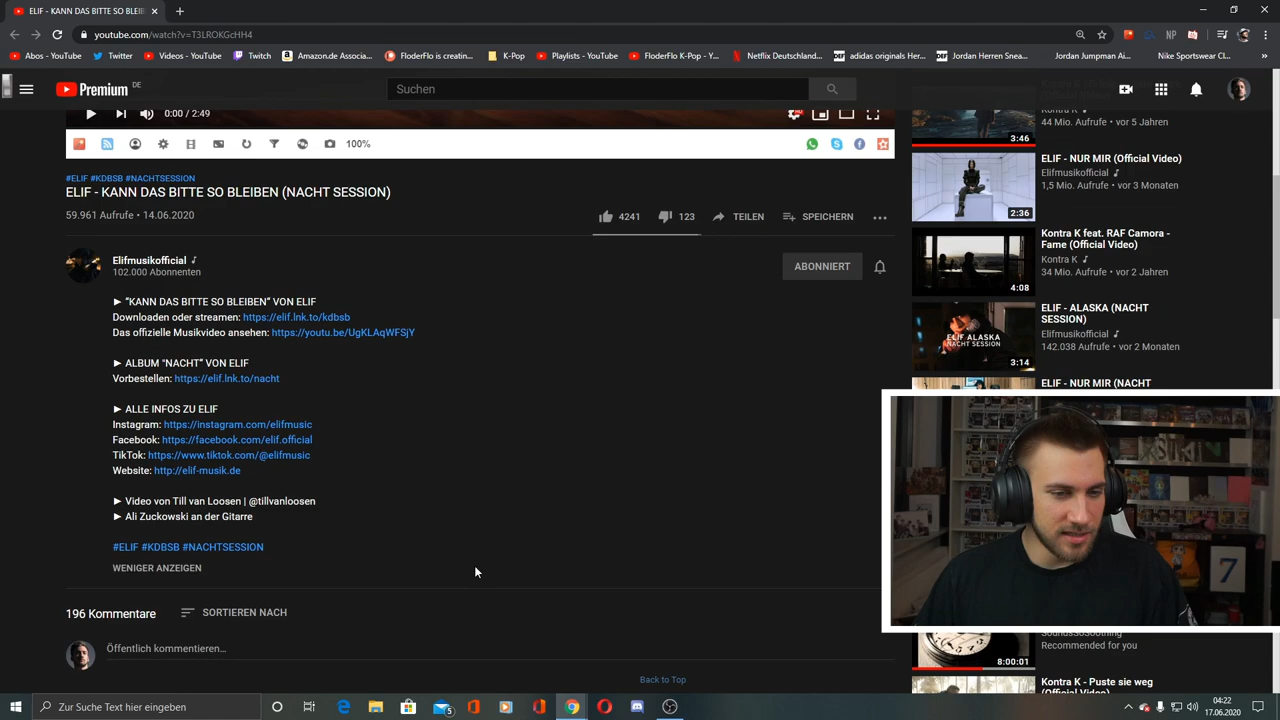 ELIF - KANN DAS BITTE SO BLEIB
youtube.com/watch?v=T3LROKGcHH4
Abos - YouTube
Twitter
Videos - YouTube
Twitch
Amazon.de Associa...
FloderFlo is creatin...
K-Pop
Playlists - YouTube
FloderFlo K-Pop - Y...
Netflix Deutschland...
adidas originals Her...
Jordan Herren Snea...
Jordan Jumpman Ai...
Nike Sportswear Cl...
Premium DE
Suchen
0:00 / 2:49
100%
#ELIF #KDBSB #NACHTSESSION
ELIF - KANN DAS BITTE SO BLEIBEN (NACHT SESSION)
59.961 Aufrufe • 14.06.2020
4241
123
TEILEN
SPEICHERN
Elifmusikofficial
102.000 Abonnenten
ABONNIERT
► "KANN DAS BITTE SO BLEIBEN" VON ELIF
Downloaden oder streamen: https://elif.lnk.to/kdbsb
Das offizielle Musikvideo ansehen: https://youtu.be/UgKLAqWFSjY
► ALBUM "NACHT" VON ELIF
Vorbestellen: https://elif.lnk.to/nacht
► ALLE INFOS ZU ELIF
Instagram: https://instagram.com/elifmusic
Facebook: https://facebook.com/elif.official
TikTok: https://www.tiktok.com/@elifmusic
Website: http://elif-musik.de
► Video von Till van Loosen | @tillvanloosen
► Ali Zuckowski an der Gitarre
#ELIF #KDBSB #NACHTSESSION
WENIGER ANZEIGEN
196 Kommentare
SORTIEREN NACH
Öffentlich kommentieren...
Back to Top
(Official Video)
Kontra K
44 Mio. Aufrufe • vor 5 Jahren
3:46
ELIF - NUR MIR (Official Video)
Elifmusikofficial
1,5 Mio. Aufrufe • vor 3 Monaten
2:36
Kontra K feat. RAF Camora -
Fame (Official Video)
Kontra K
34 Mio. Aufrufe • vor 2 Jahren
4:08
ELIF - ALASKA (NACHT
SESSION)
Elifmusikofficial
142.038 Aufrufe • vor 2 Monaten
ELIF ALASKA
NACHT SESSION
3:14
ELIF - NUR MIR (NACHT
7
Recommended for you
8:00:01
Kontra K - Puste sie weg
(Official Video)
Zur Suche Text hier eingeben
5
04:22
17.06.2020